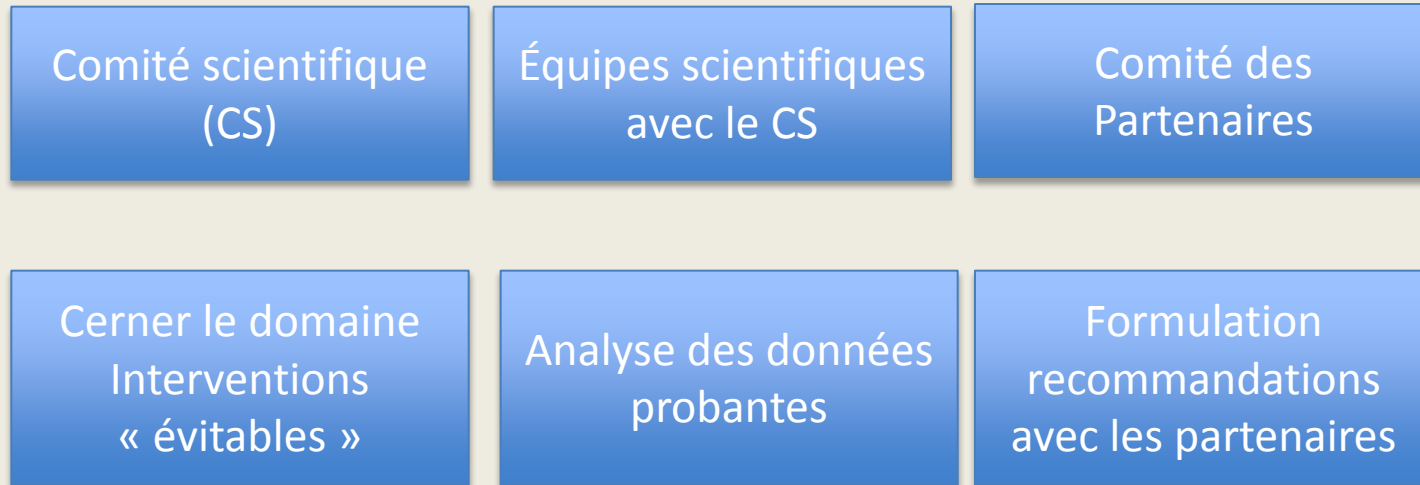 Comité scientifique
(CS)
Équipes scientifiques
avec le CS
Comité des
Partenaires
Cerner le domaine
Interventions
« évitables »
Analyse des données
probantes
Formulation
recommandations
avec les partenaires